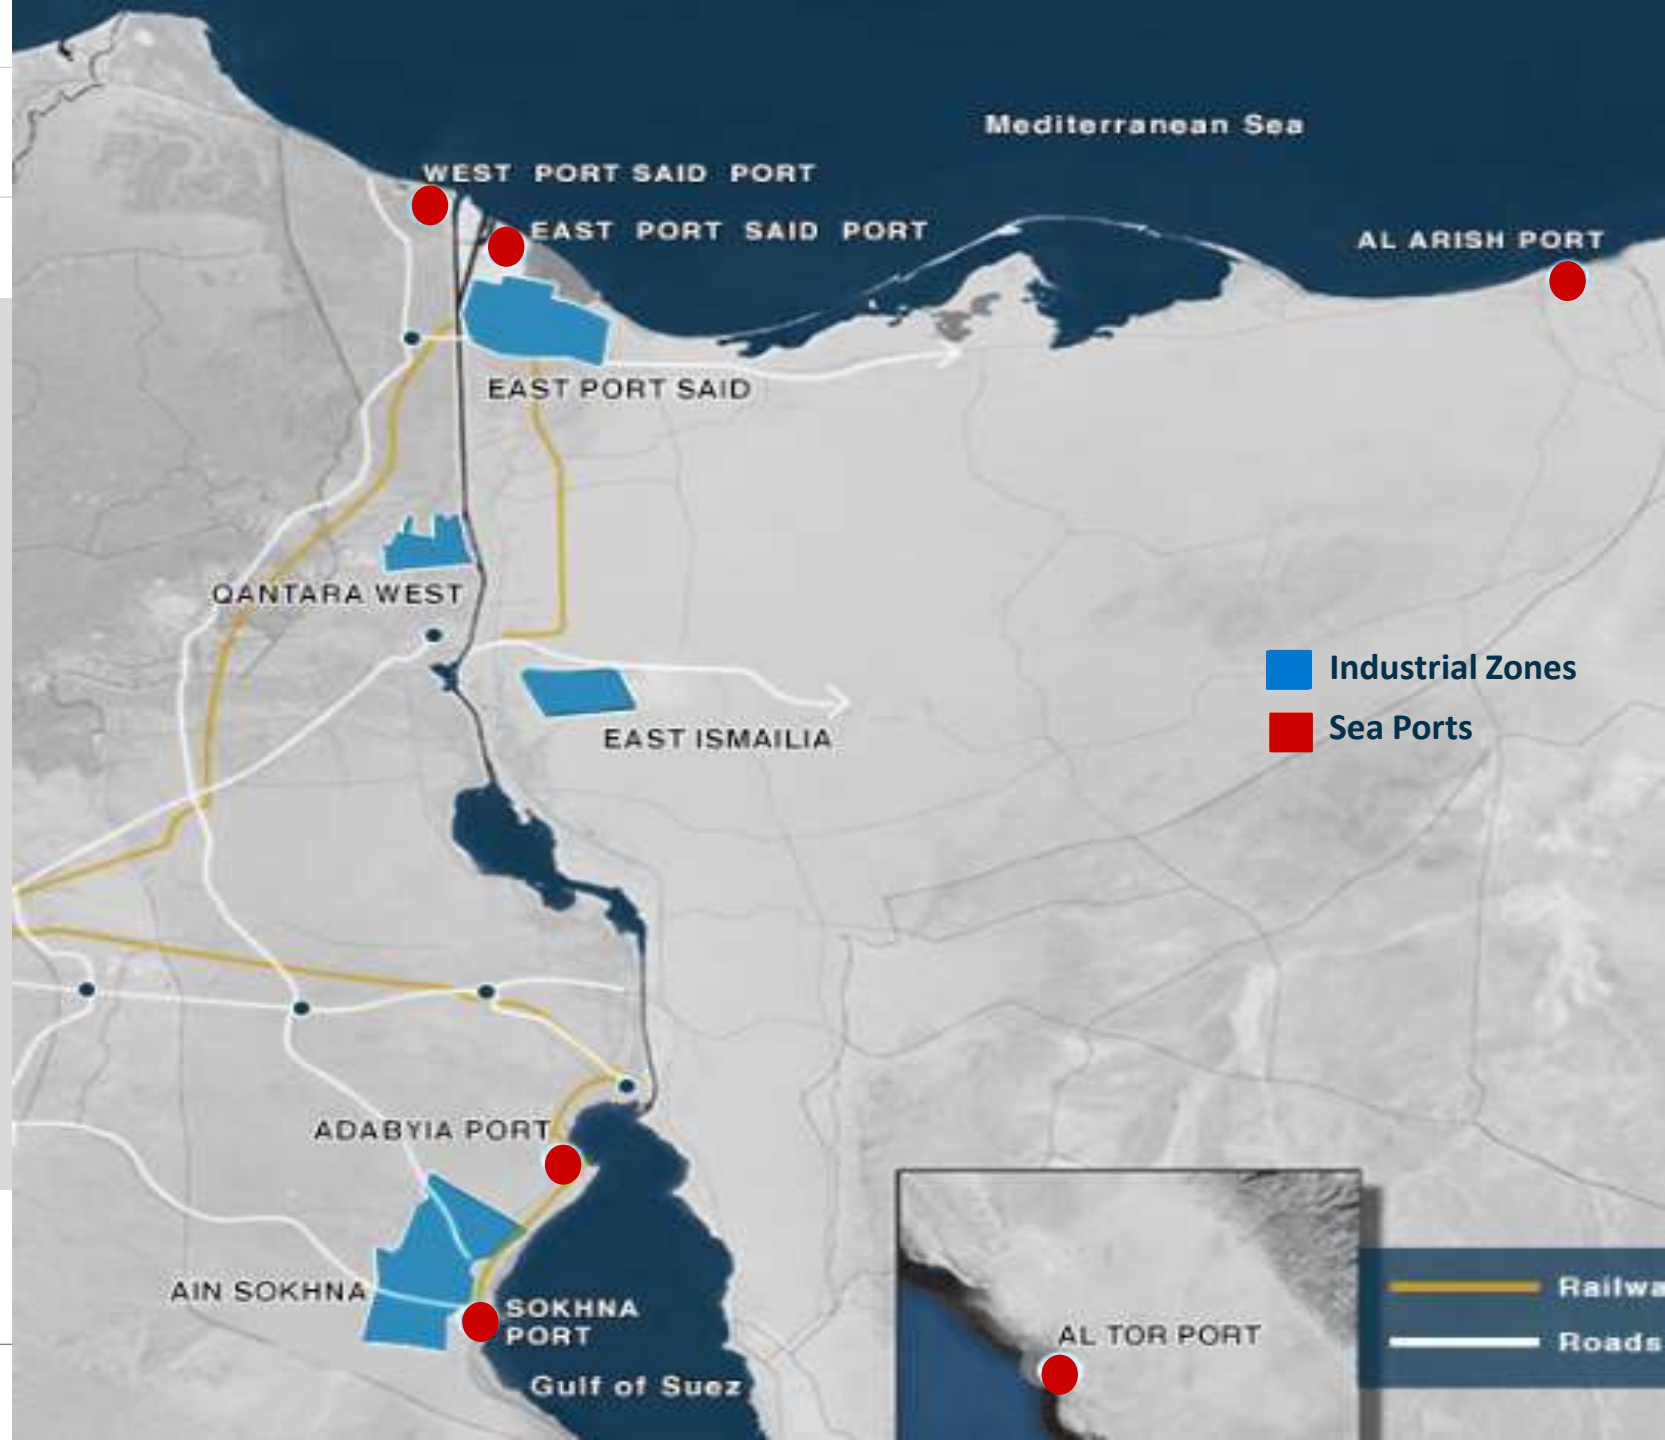 Mediterranean Sea
WEST PORT SAID PORT
EAST PORT SAID PORT
AL ARISH PORT
EAST PORT SAID
QANTARA WEST
Industrial Zones
EAST ISMAILIA
Sea Ports
ADABYIA PORT
AIN SOKHNA
SOKHNA
PORT
Gulf of Suez
AL TOR PORT
Railwa
Roads